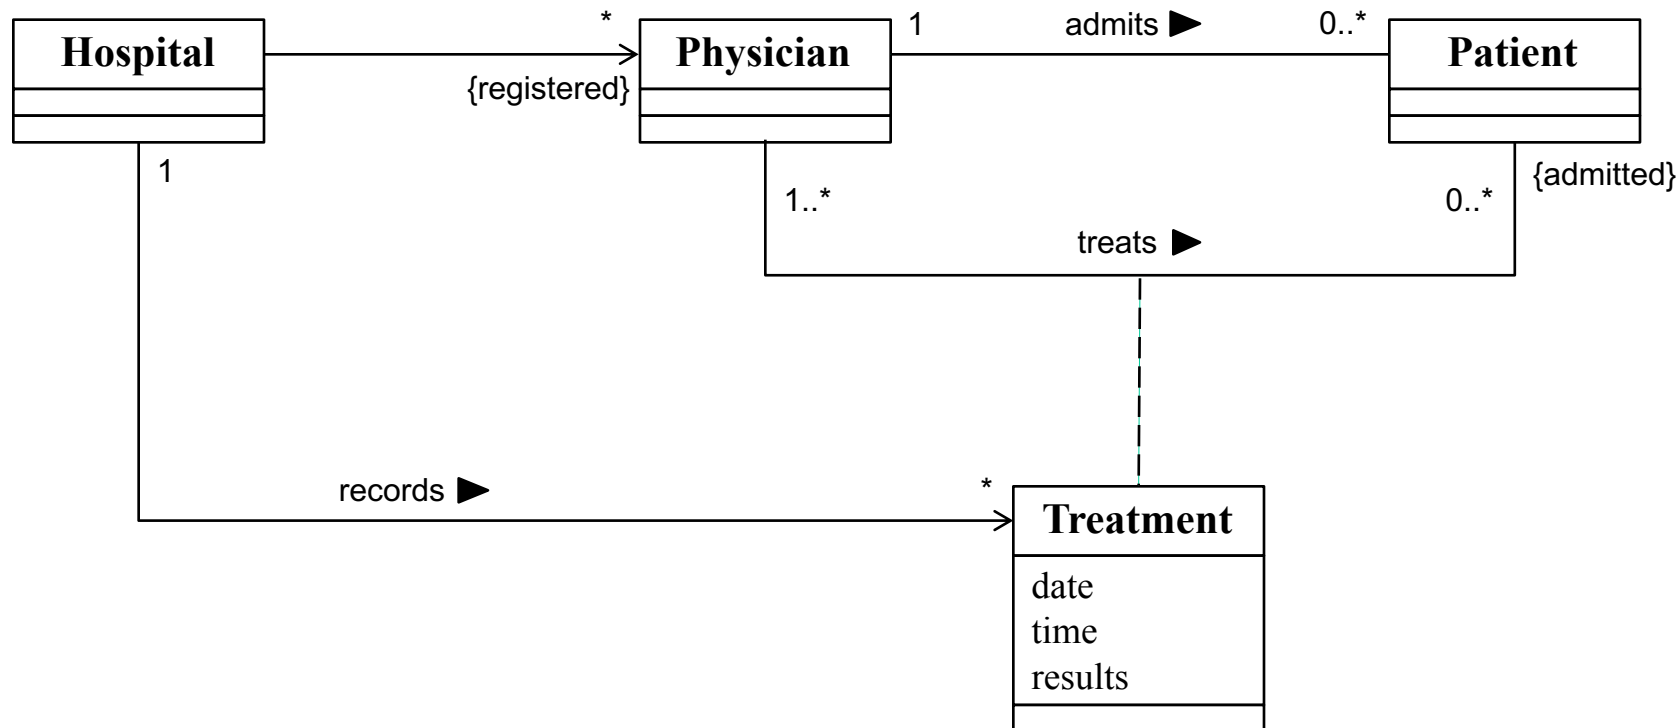 Hospital
*
{registered}
Physician
1
admits ▶
0..*
Patient
1
1..*
treats ▶
0..*
{admitted}
records ▶
*
Treatment
date
time
results